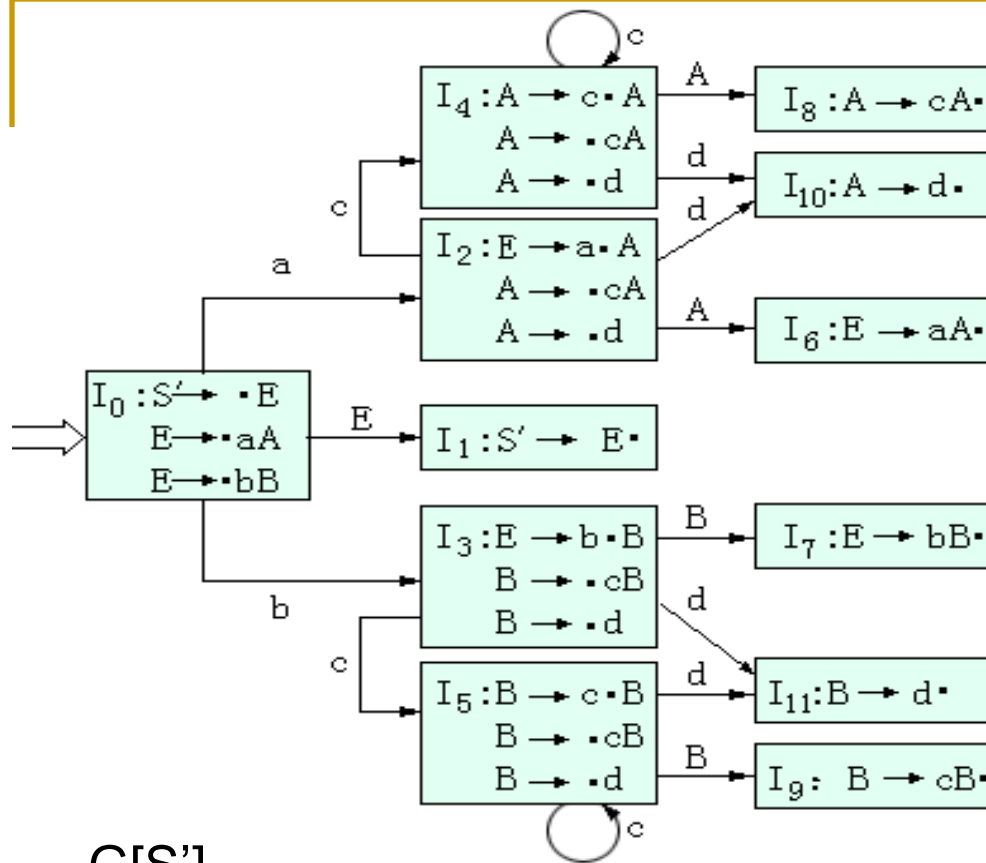 c
I4:A → c·A
A → ·cA
A → ·d
A
I8:A → cA·
d
I10:A → d·
d
c
I2:E → a·A
A → ·cA
A → ·d
A
I6:E → aA·
a
I0:S′→ ·E
E→·aA
E→·bB
E
I1:S′ → E·
b
I3:E → b·B
B → ·cB
B → ·d
B
I7:E → bB·
d
c
I5:B → c·B
B → ·cB
B → ·d
d
I11:B → d·
B
I9: B → cB·
c
G[S’]